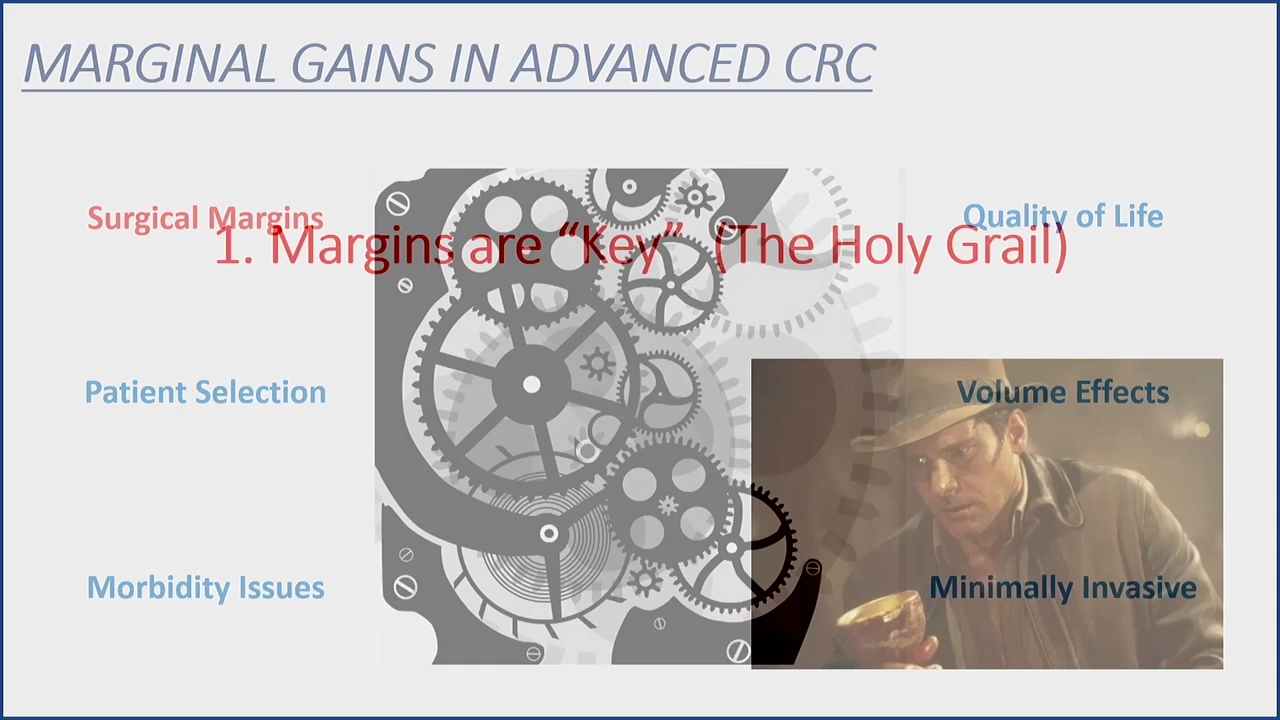 MARGINAL GAINS IN ADVANCED CRC
Surgical Margins
Quality of Life
1. Margins are “Key” (The Holy Grail)
Patient Selection
Volume Effects
Morbidity Issues
Minimally Invasive